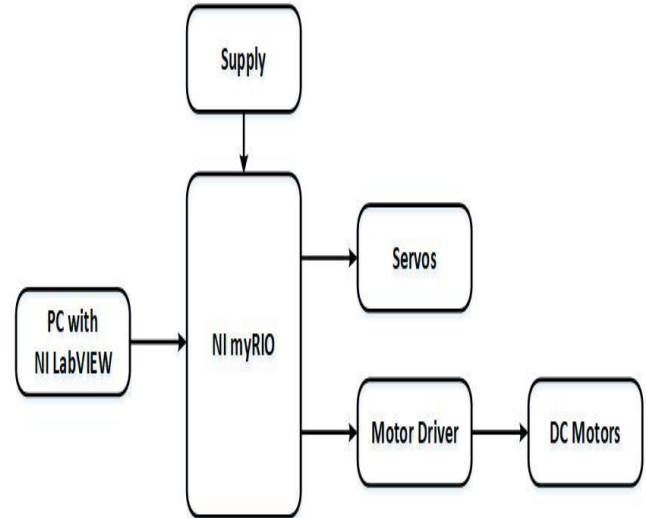 Supply
Servos
PC with
NI LabVIEW
NI myRIO
Motor Driver
DC Motors